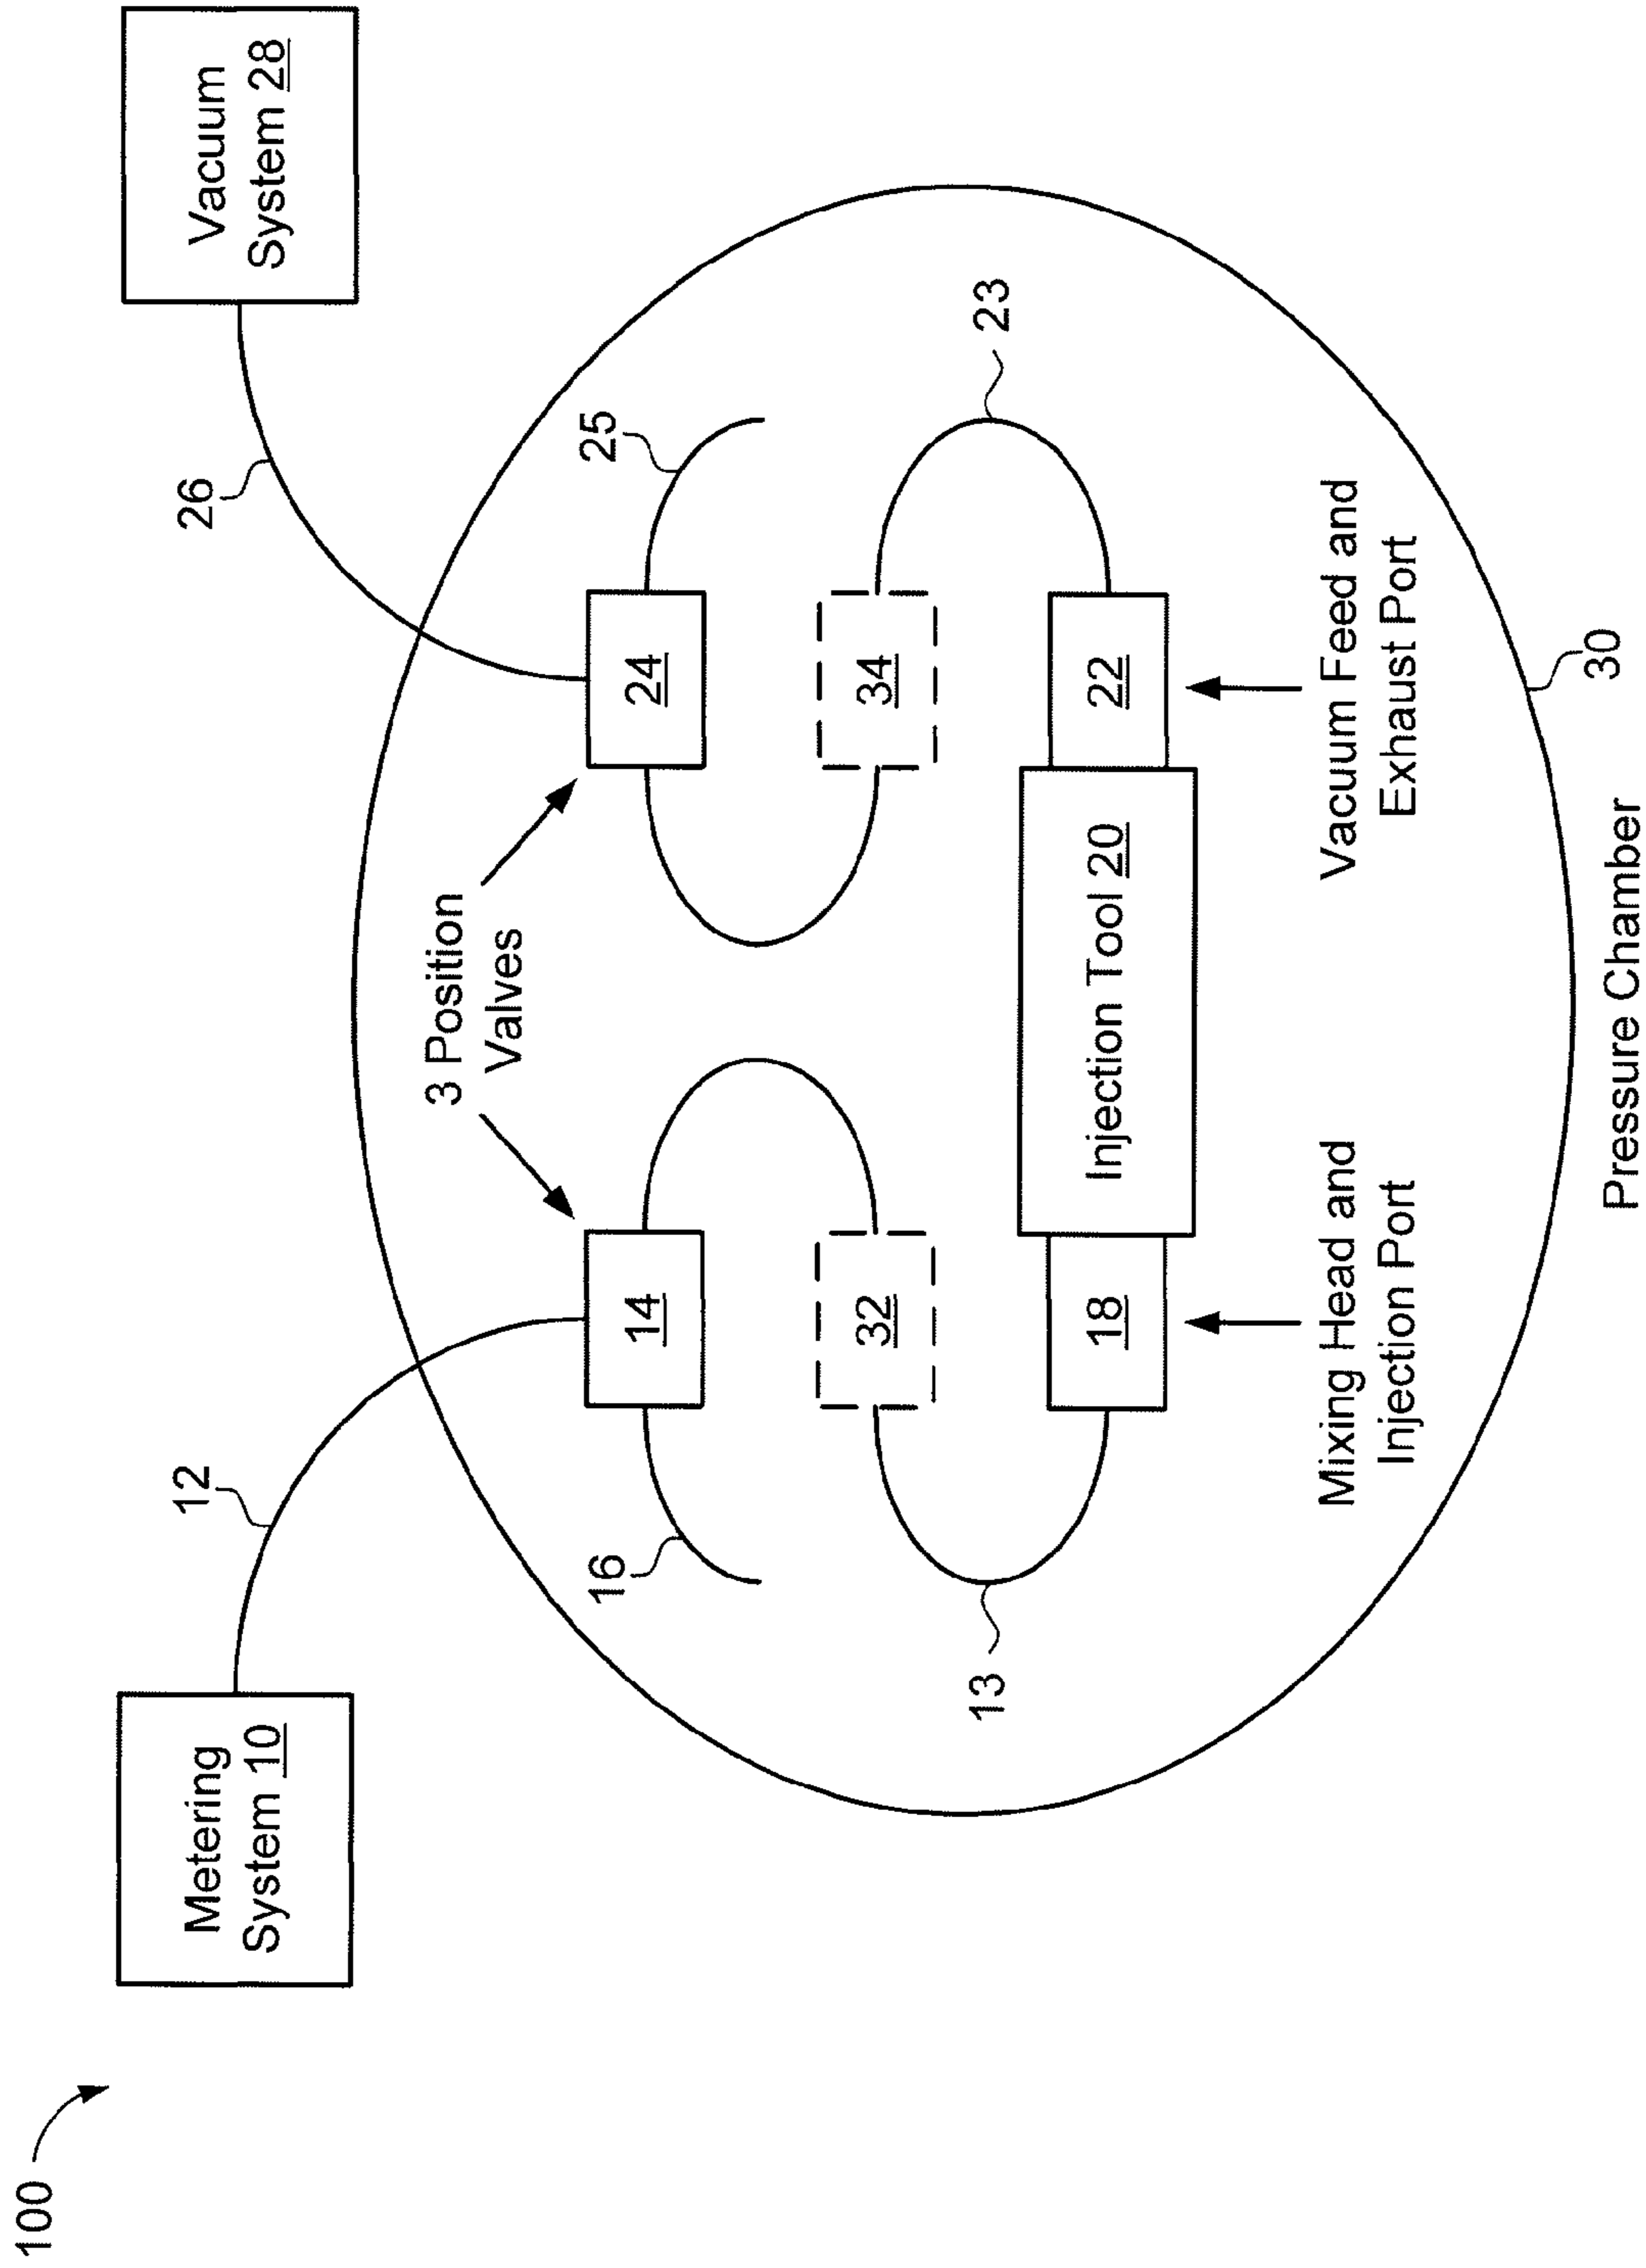 100
Metering
System 10
Vacuum
System 28
12
26
3 Position
Valves
16
14
24
25
32
34
13
23
18
Injection Tool 20
22
Mixing Head and
Injection Port
Vacuum Feed and
Exhaust Port
30
Pressure Chamber